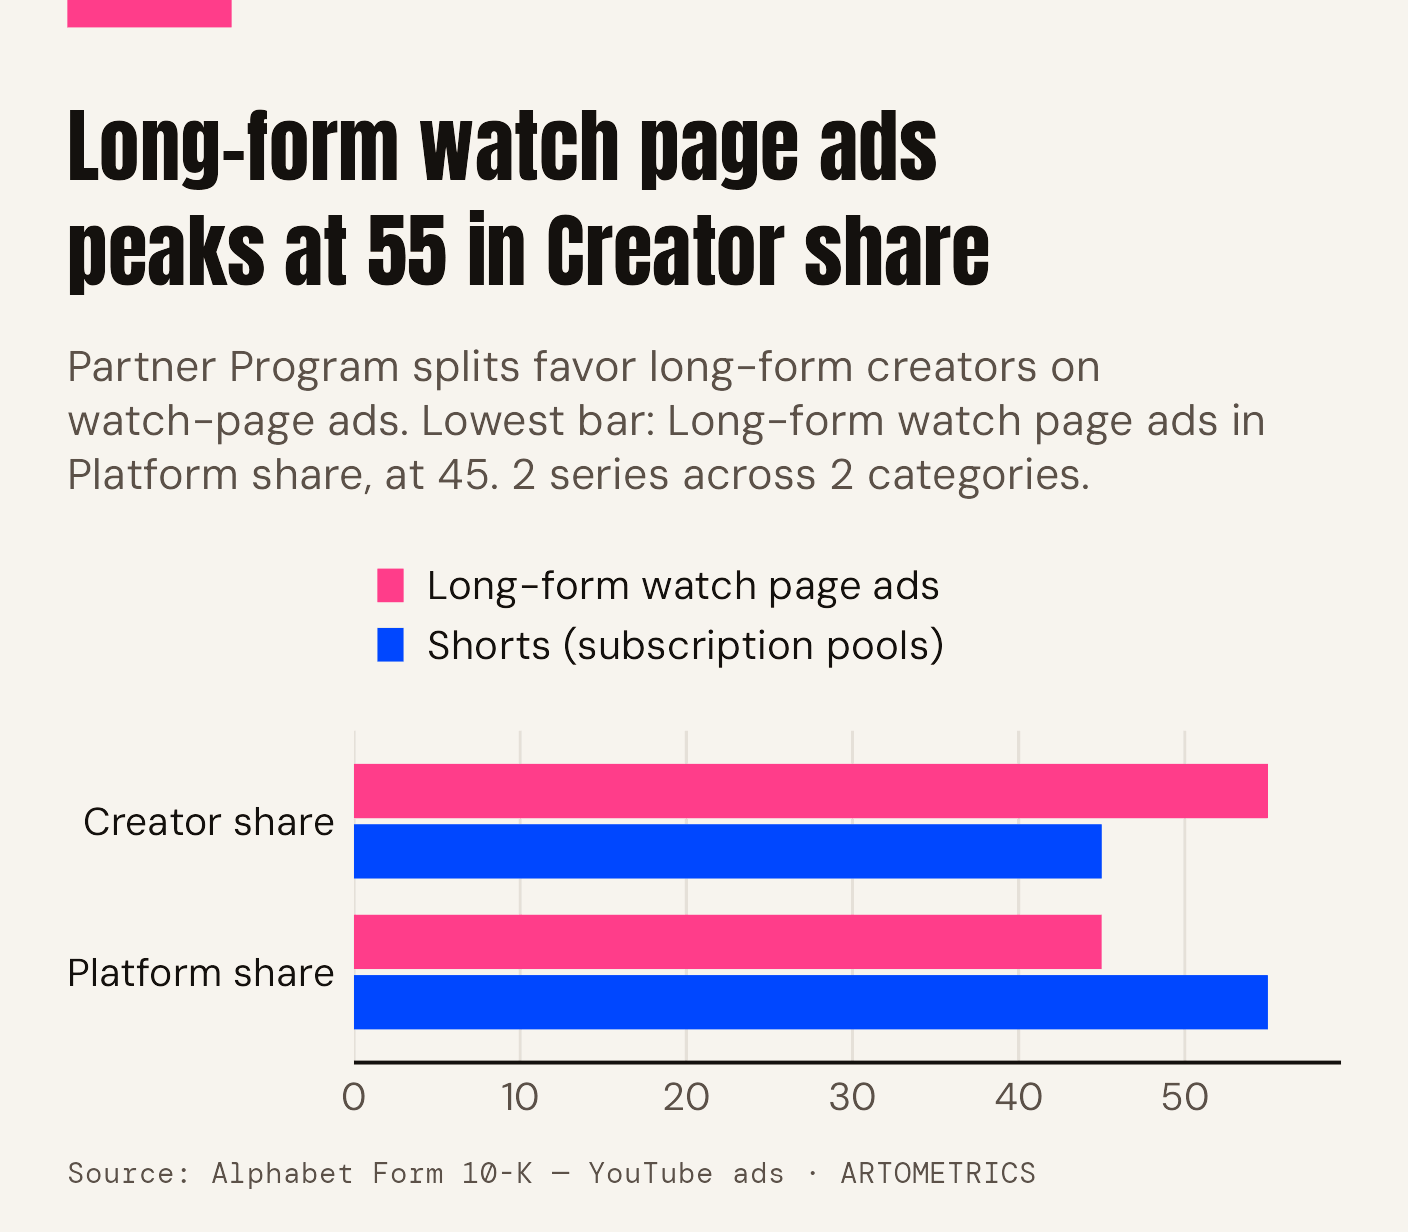 Long-form watch page ads
peaks at 55 in Creator share
Partner Program splits favor long-form creators on
watch-page ads. Lowest bar: Long-form watch page ads in
Platform share, at 45. 2 series across 2 categories.
Long-form watch page ads
Shorts (subscription pools)
Creator share
Platform share
0 10 20 30 40 50
Source: Alphabet Form 10-K — YouTube ads · ARTOMETRICS